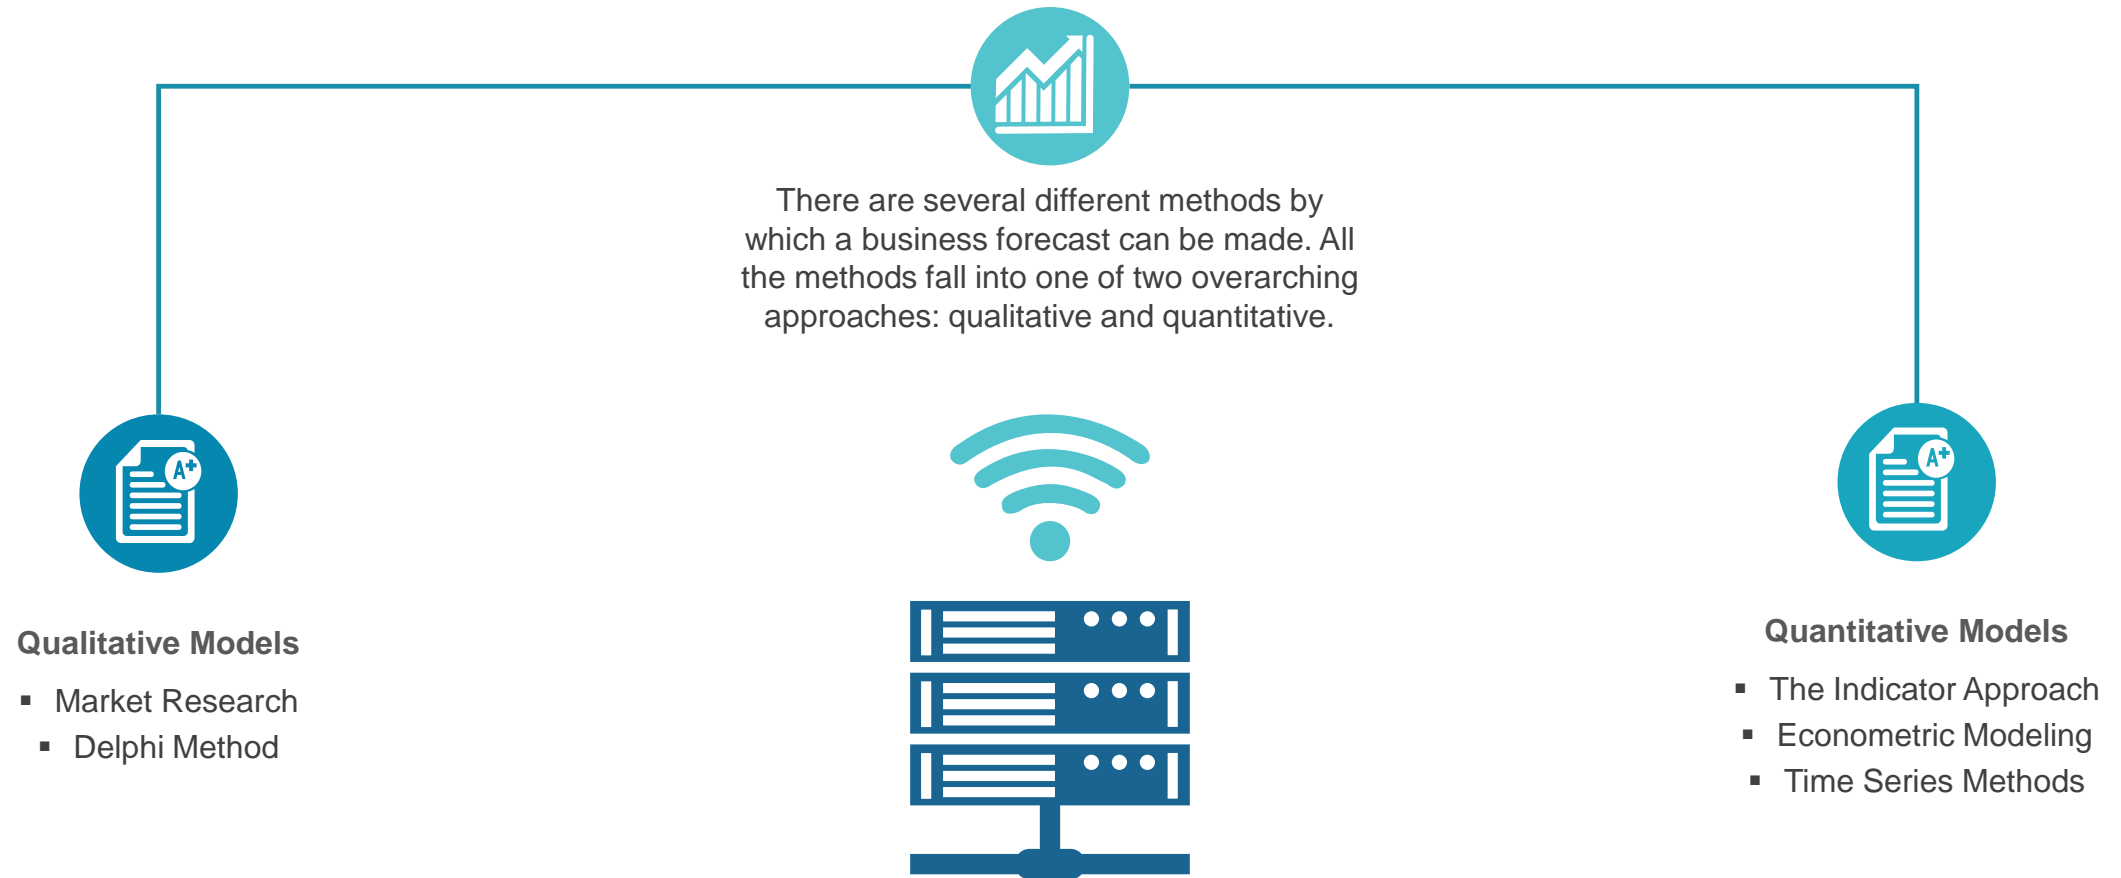 There are several different methods by
which a business forecast can be made. All
the methods fall into one of two overarching
approaches: qualitative and quantitative.
A+
Qualitative Models
▪ Market Research
▪ Delphi Method
A+
Quantitative Models
▪ The Indicator Approach
▪ Econometric Modeling
▪ Time Series Methods